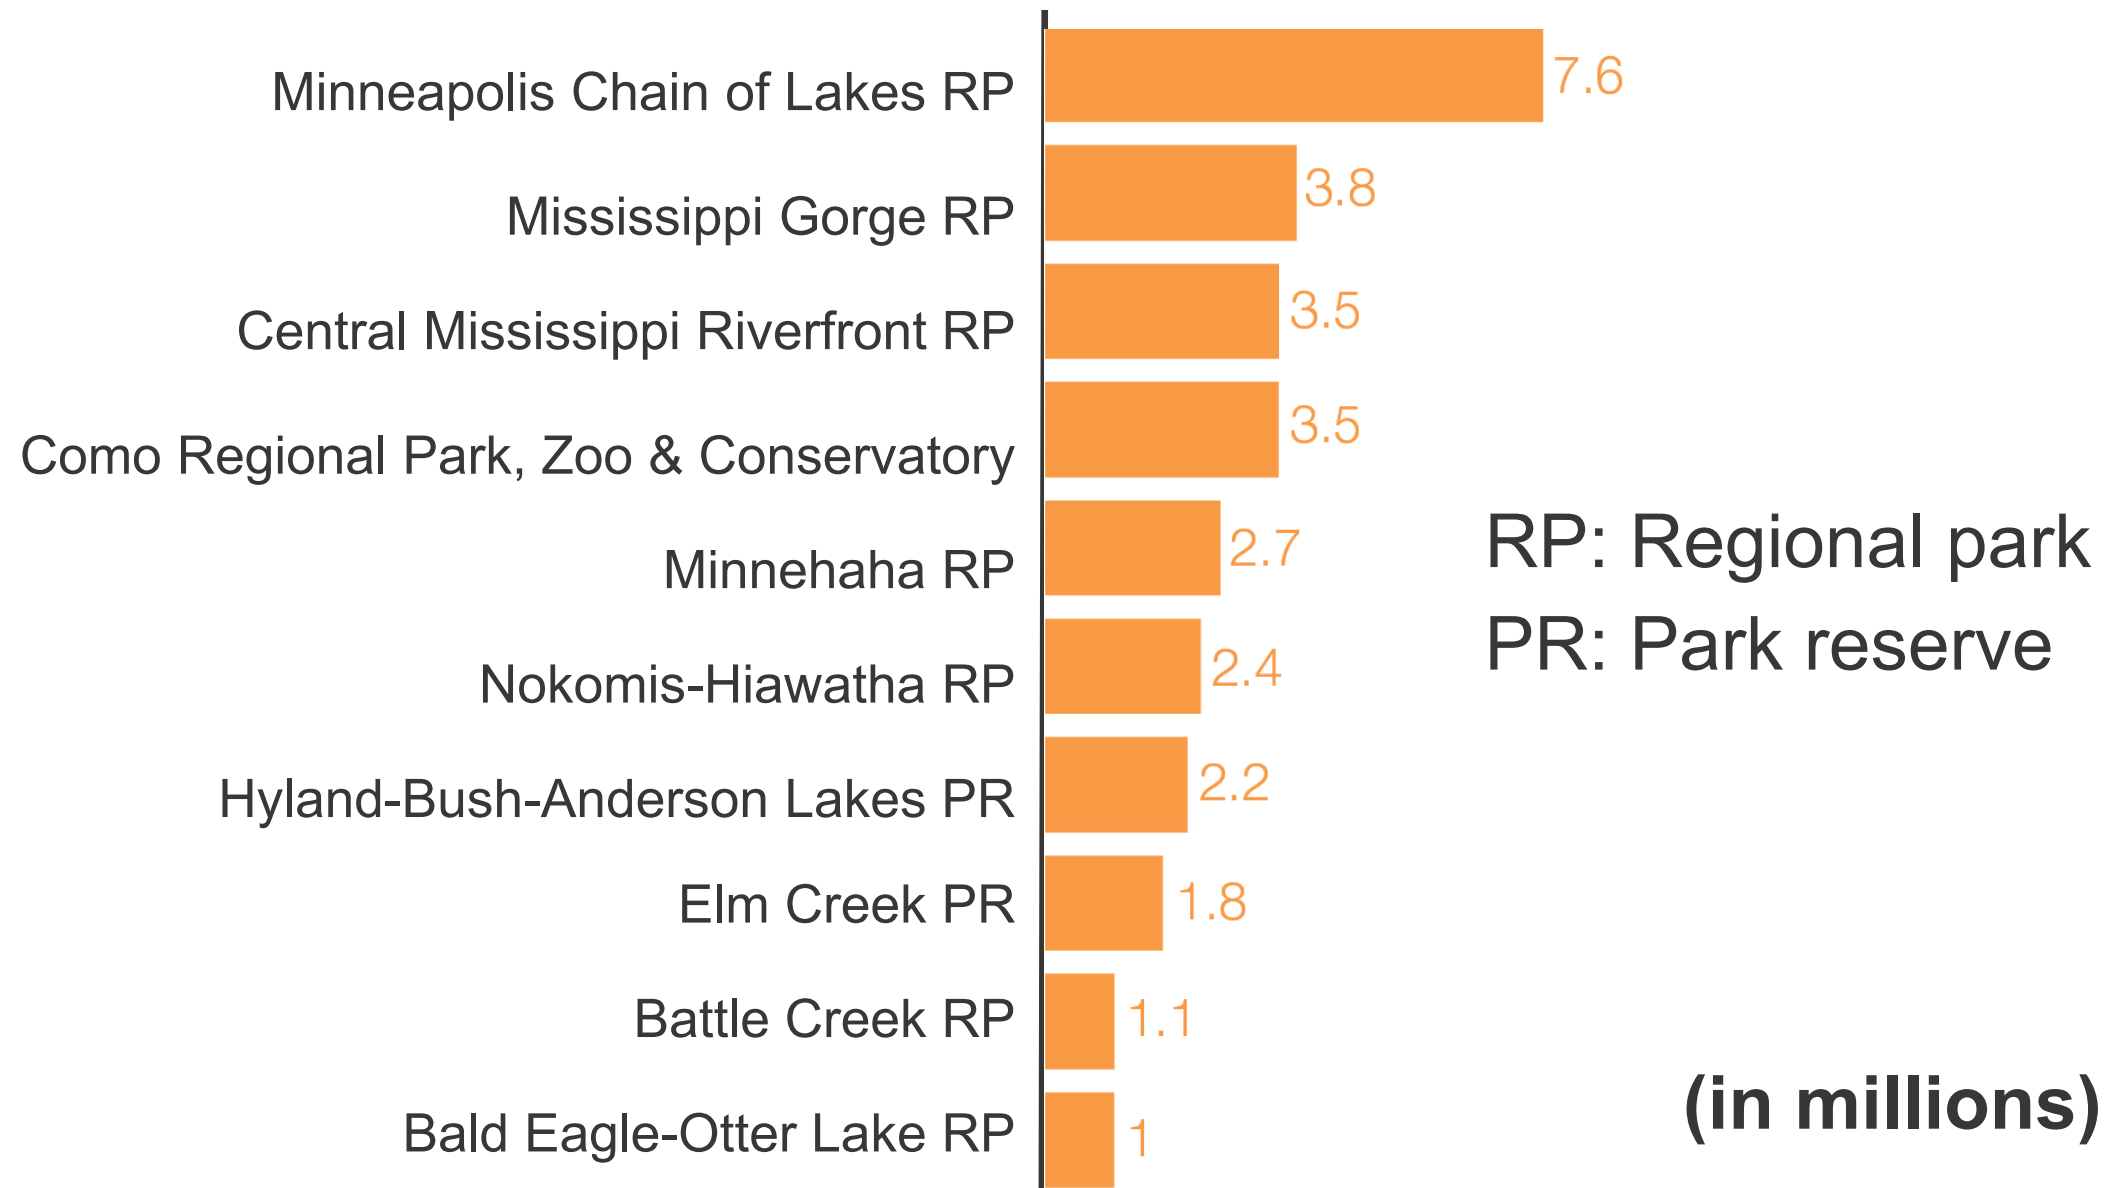 Minneapolis Chain of Lakes RP 7.6
Mississippi Gorge RP 3.8
Central Mississippi Riverfront RP 3.5
Como Regional Park, Zoo & Conservatory 3.5
Minnehaha RP 2.7
Nokomis-Hiawatha RP 2.4
Hyland-Bush-Anderson Lakes PR 2.2
Elm Creek PR 1.8
Battle Creek RP 1.1
Bald Eagle-Otter Lake RP 1
RP: Regional park
PR: Park reserve
(in millions)